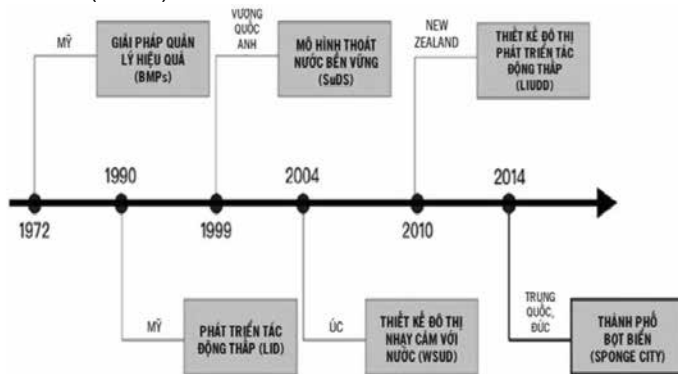 MỸ
GIẢI PHÁP QUẢN
LÝ HIỆU QUẢ
(BMPs)
VƯƠNG
QUỐC
ANH
MÔ HÌNH THOÁT
NƯỚC BỀN VỮNG
(SuDS)
NEW
ZEALAND
THIẾT KẾ ĐÔ THỊ
PHÁT TRIỂN TÁC
ĐỘNG THẤP
(LIUDD)
1990
2004
2014
1972
1999
2010
MỸ
PHÁT TRIỂN TÁC
ĐỘNG THẤP (LID)
ÚC
THIẾT KẾ ĐÔ THỊ
NHẠY CẢM VỚI
NƯỚC (WSUD)
TRUNG
QUỐC,
ĐỨC
THÀNH PHỐ
BỌT BIỂN
(SPONGE CITY)